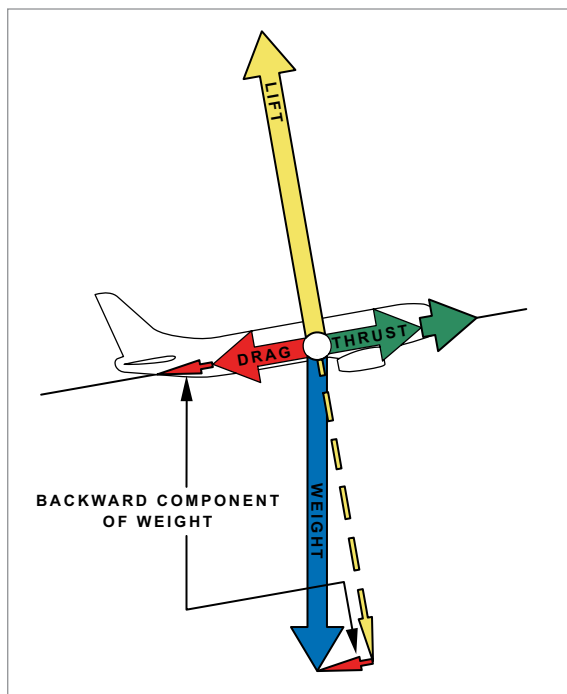 LIFT
DRAG
THRUST
WEIGHT
BACKWARD COMPONENT
OF WEIGHT